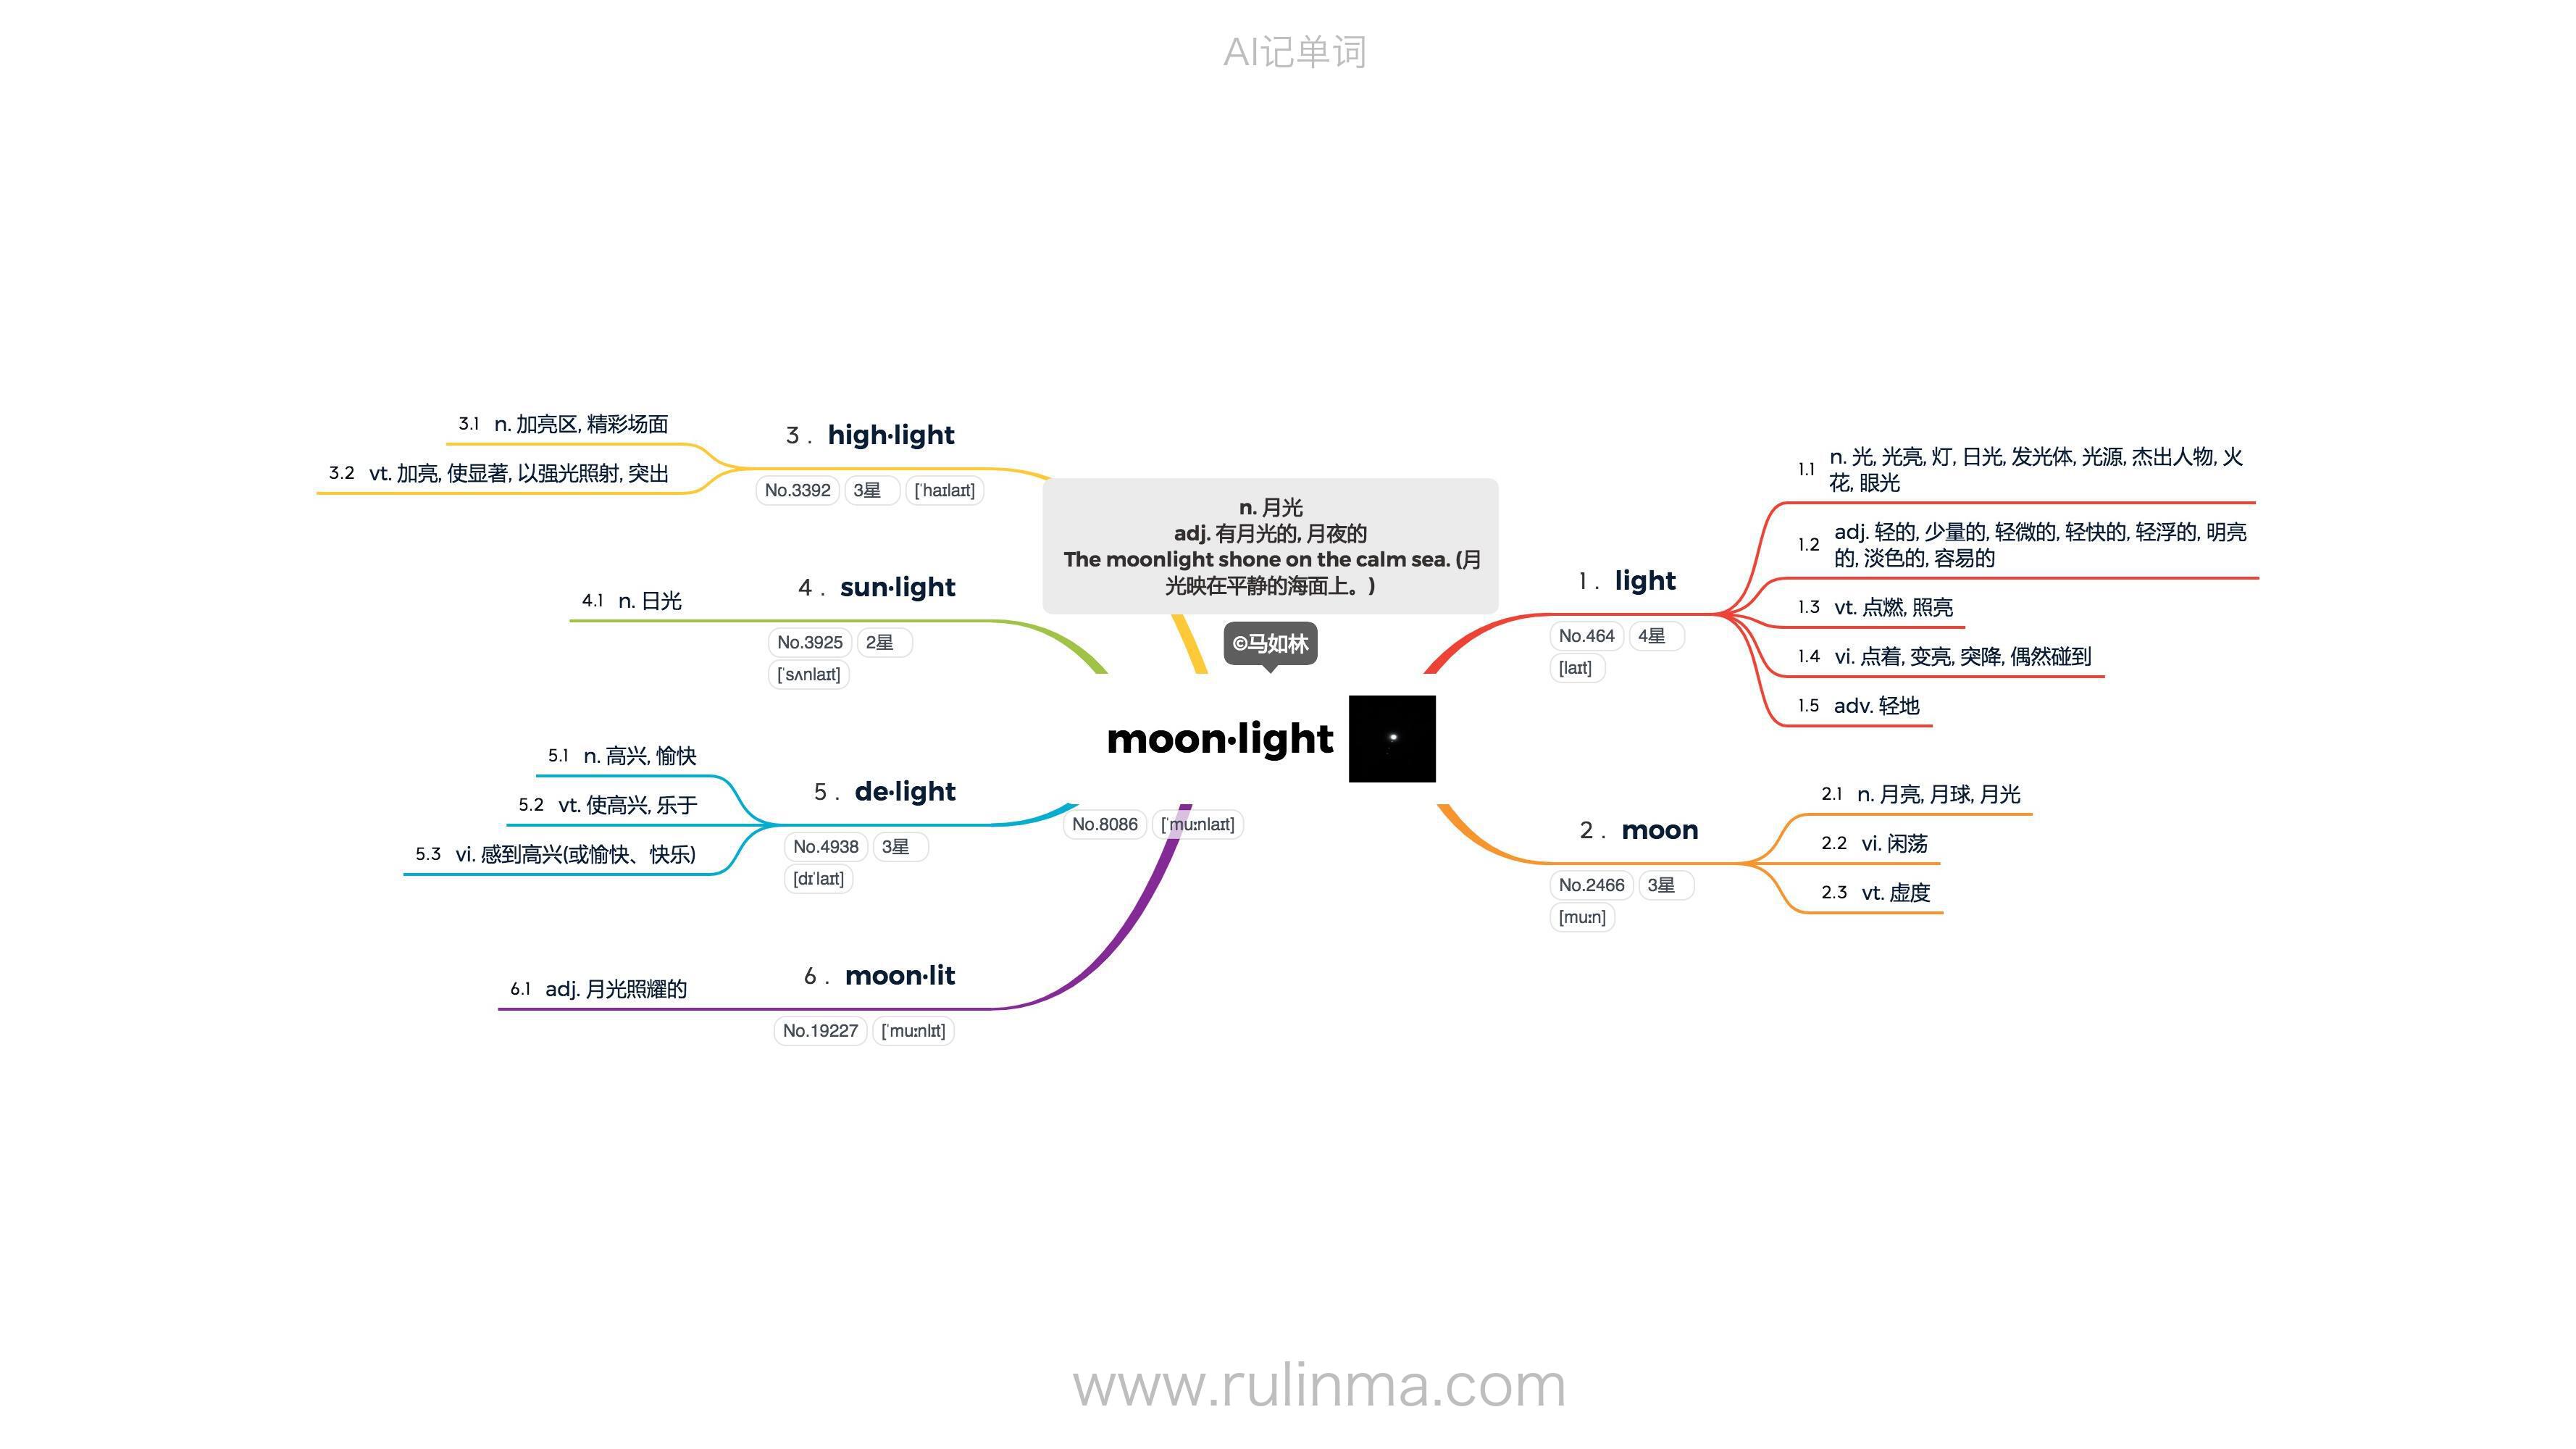 AI记单词
n. 月光
adj. 有月光的, 月夜的
The moonlight shone on the calm sea. (月
光映在平静的海面上。)
©马如林
moon·light
No.8086 [ˈmuːnlaɪt]
1 . light
No.464 4星
[laɪt]
1.1 n. 光, 光亮, 灯, 日光, 发光体, 光源, 杰出人物, 火
花, 眼光
1.2 adj. 轻的, 少量的, 轻微的, 轻快的, 轻浮的, 明亮
的, 淡色的, 容易的
1.3 vt. 点燃, 照亮
1.4 vi. 点着, 变亮, 突降, 偶然碰到
1.5 adv. 轻地
2 . moon
No.2466 3星
[muːn]
2.1 n. 月亮, 月球, 月光
2.2 vi. 闲荡
2.3 vt. 虚度
3 . high·light
No.3392 3星 [ˈhaɪlaɪt]
3.1 n. 加亮区, 精彩场面
3.2 vt. 加亮, 使显著, 以强光照射, 突出
4 . sun·light
No.3925 2星
[ˈsʌnlaɪt]
4.1 n. 日光
5 . de·light
No.4938 3星
[dɪˈlaɪt]
5.1 n. 高兴, 愉快
5.2 vt. 使高兴, 乐于
5.3 vi. 感到高兴(或愉快、快乐)
6 . moon·lit
No.19227 [ˈmuːnlɪt]
6.1 adj. 月光照耀的
www.rulinma.com